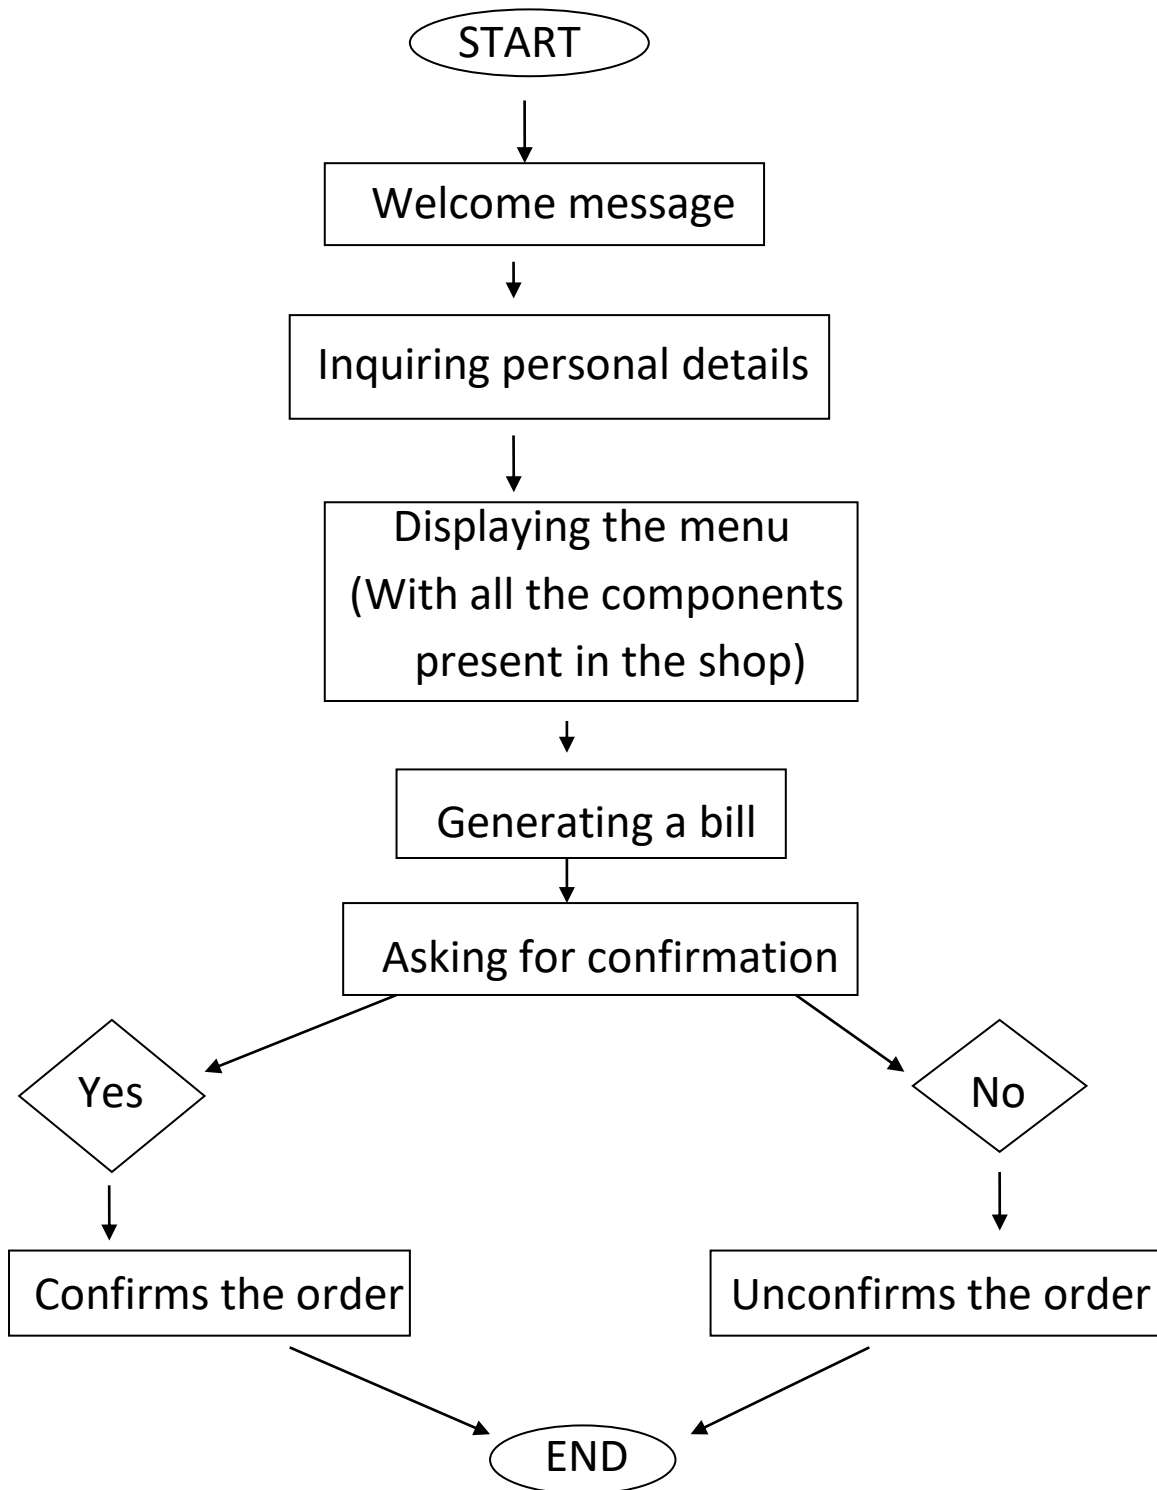 START
Welcome message
Inquiring personal details
Displaying the menu
(With all the components
present in the shop)
Generating a bill
Asking for confirmation
Yes
No
Confirms the order
Unconfirms the order
END